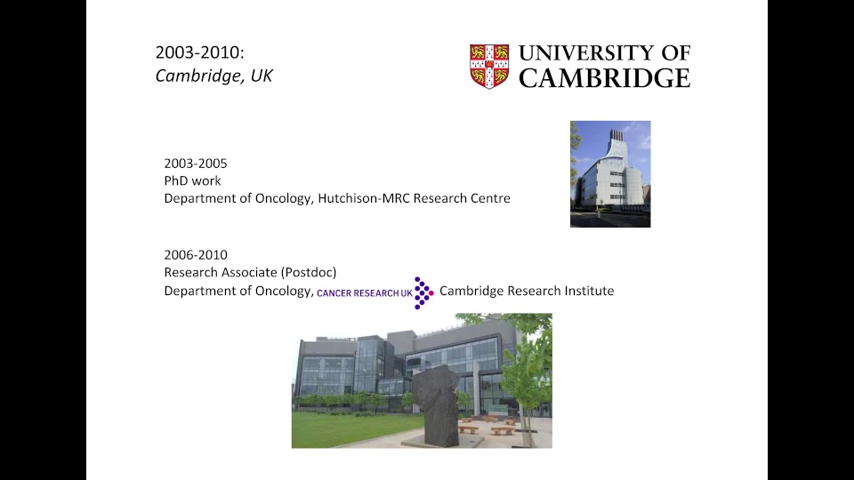 2003-2010:
Cambridge, UK
UNIVERSITY OF
CAMBRIDGE
2003-2005
PhD work
Department of Oncology, Hutchison-MRC Research Centre
2006-2010
Research Associate (Postdoc)
Department of Oncology, CANCER RESEARCH UK Cambridge Research Institute